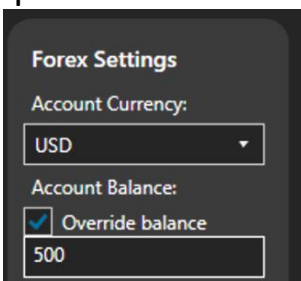 Forex Settings
Account Currency:
USD
Account Balance:
Override balance
500